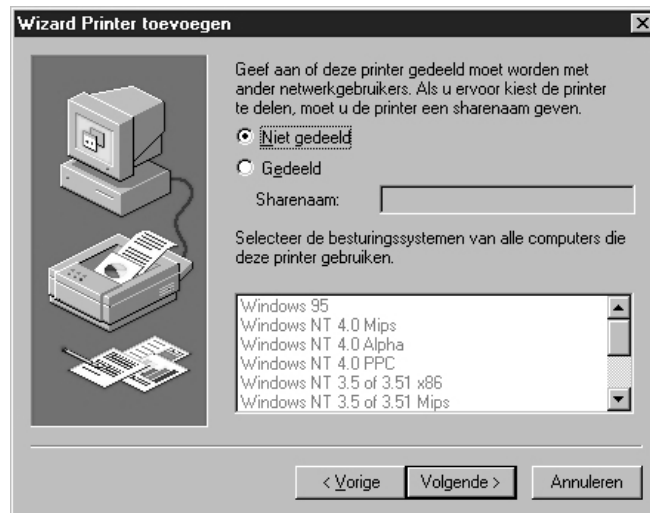 Wizard Printer toevoegen
Geef aan of deze printer gedeeld moet worden met
ander netwerkgebruikers. Als u ervoor kiest de printer
te delen, moet u de printer een sharenaam geven.
Niet gedeeld
Gedeeld
Sharenaam:
Selecteer de besturingssystemen van alle computers die
deze printer gebruiken.
Windows 95
Windows NT 4.0 Mips
Windows NT 4.0 Alpha
Windows NT 4.0 PPC
Windows NT 3.5 of 3.51 x86
Windows NT 3.5 of 3.51 Mips
< Vorige
Volgende >
Annuleren